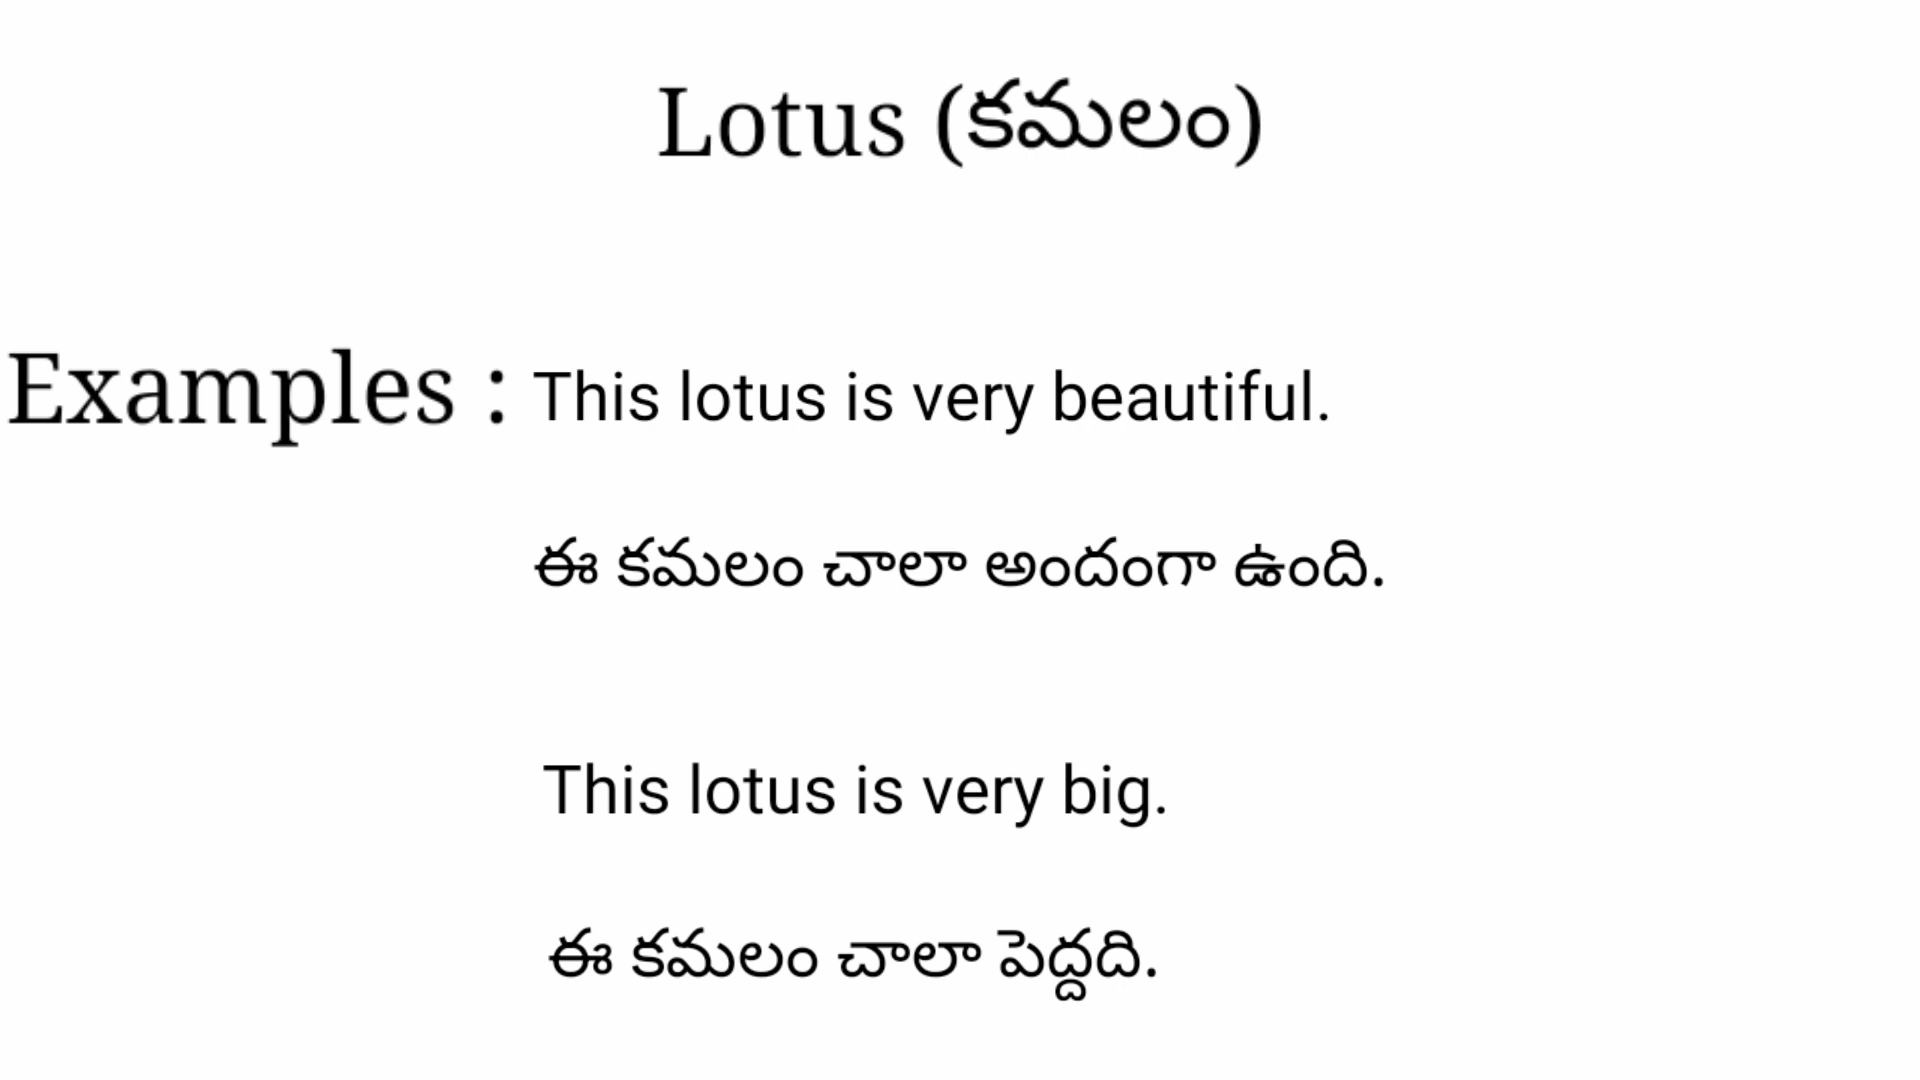 Lotus (కమలం)
Examples : This lotus is very beautiful.
ఈ కమలం చాలా అందంగా ఉంది.
This lotus is very big.
ఈ కమలం చాలా పెద్దది.